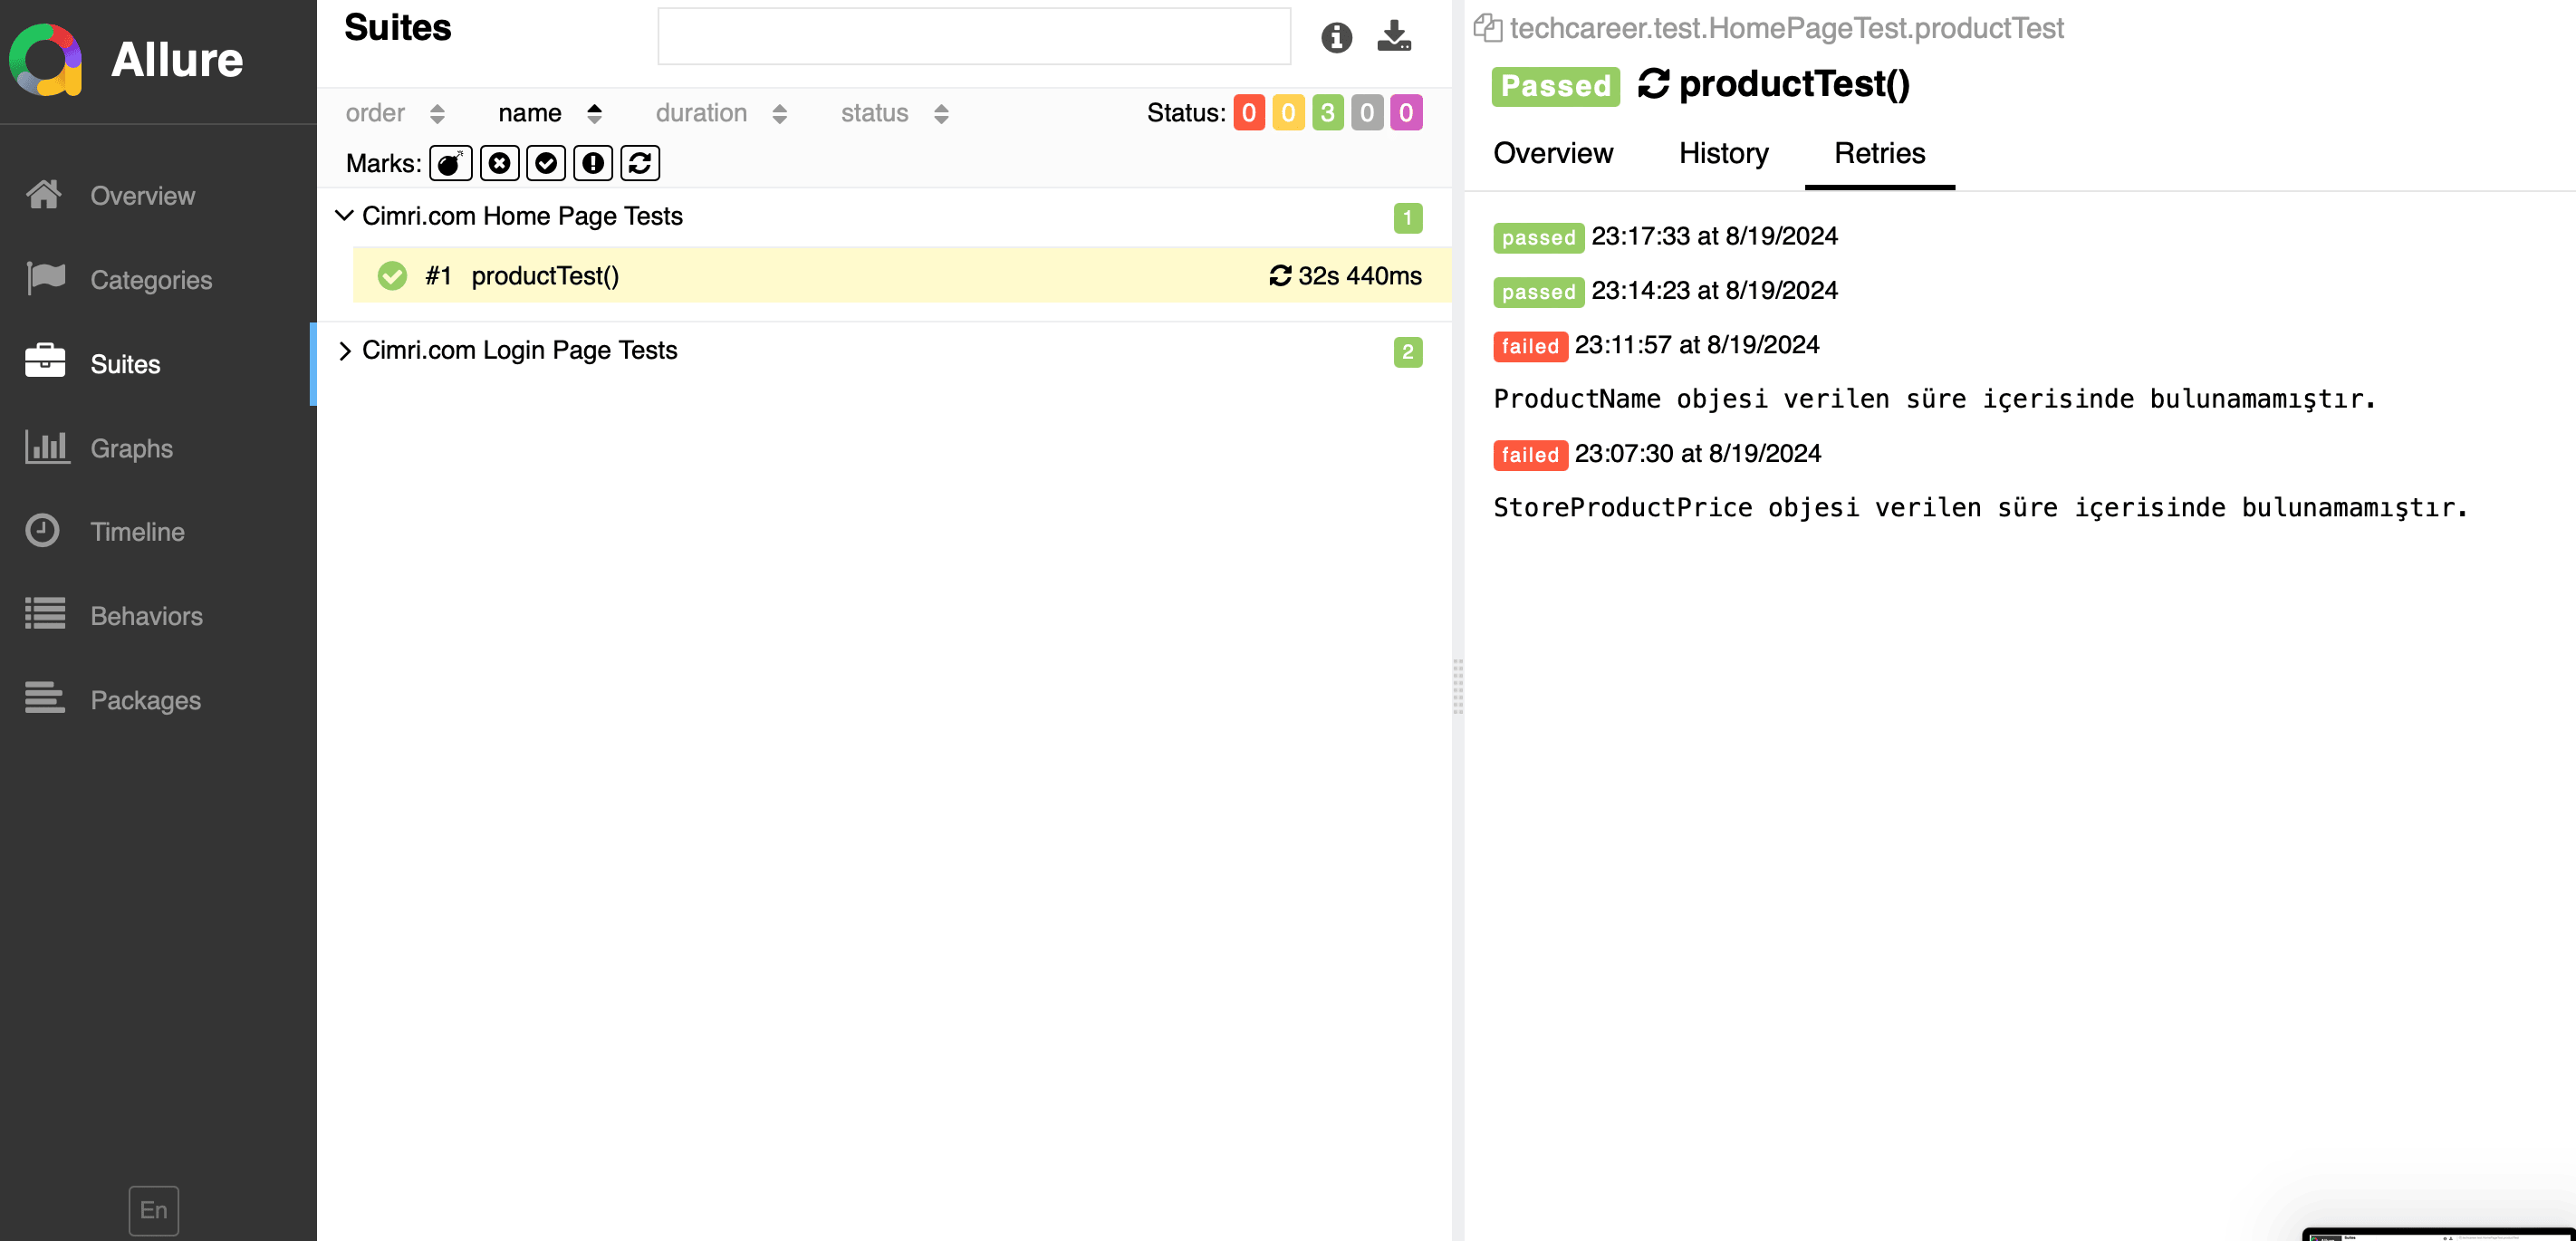 Allure
Overview
Categories
Suites
Graphs
Timeline
Behaviors
Packages
En
Suites
order name duration status Status: 0 0 3 0 0
Marks:
Cimri.com Home Page Tests 1
#1 productTest() 32s 440ms
Cimri.com Login Page Tests 2
techcareer.test.HomePageTest.productTest
Passed productTest()
Overview History Retries
passed 23:17:33 at 8/19/2024
passed 23:14:23 at 8/19/2024
failed 23:11:57 at 8/19/2024
ProductName objesi verilen süre içerisinde bulunamamıştır.
failed 23:07:30 at 8/19/2024
StoreProductPrice objesi verilen süre içerisinde bulunamamıştır.